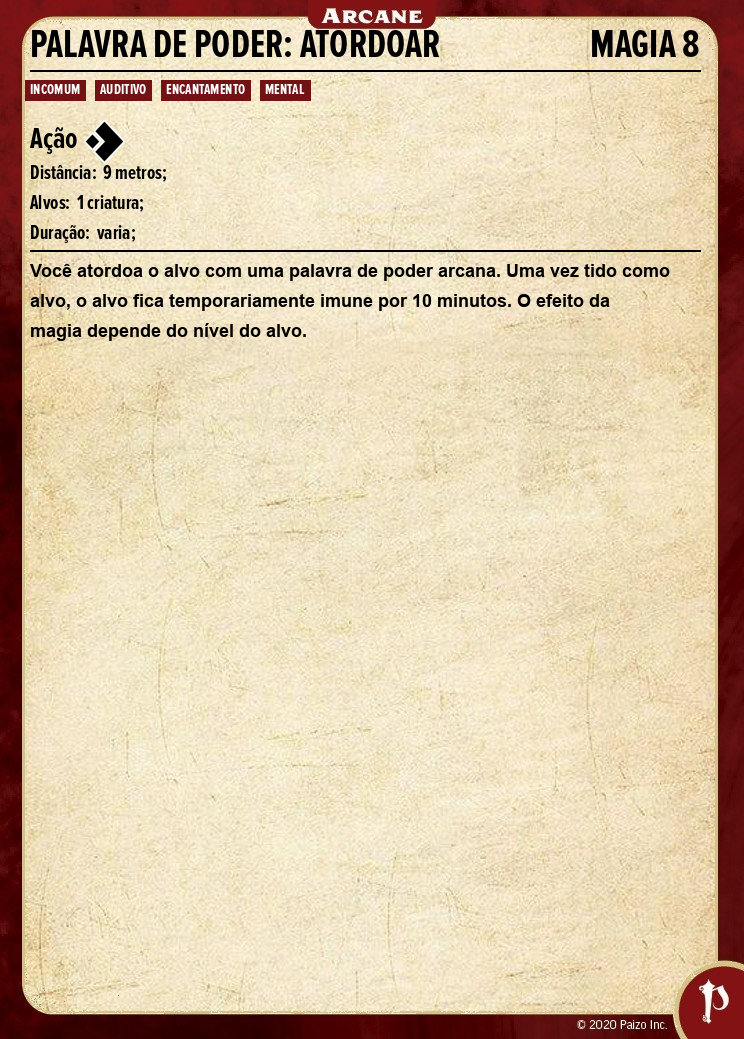 ARCANE
PALAVRA DE PODER: ATORDOAR MAGIA 8
INCOMUM AUDITIVO ENCANTAMENTO MENTAL
Ação
Distância: 9 metros;
Alvos: 1 criatura;
Duração: varia;
Você atordoa o alvo com uma palavra de poder arcana. Uma vez tido como
alvo, o alvo fica temporariamente imune por 10 minutos. O efeito da
magia depende do nível do alvo.
© 2020 Paizo Inc.